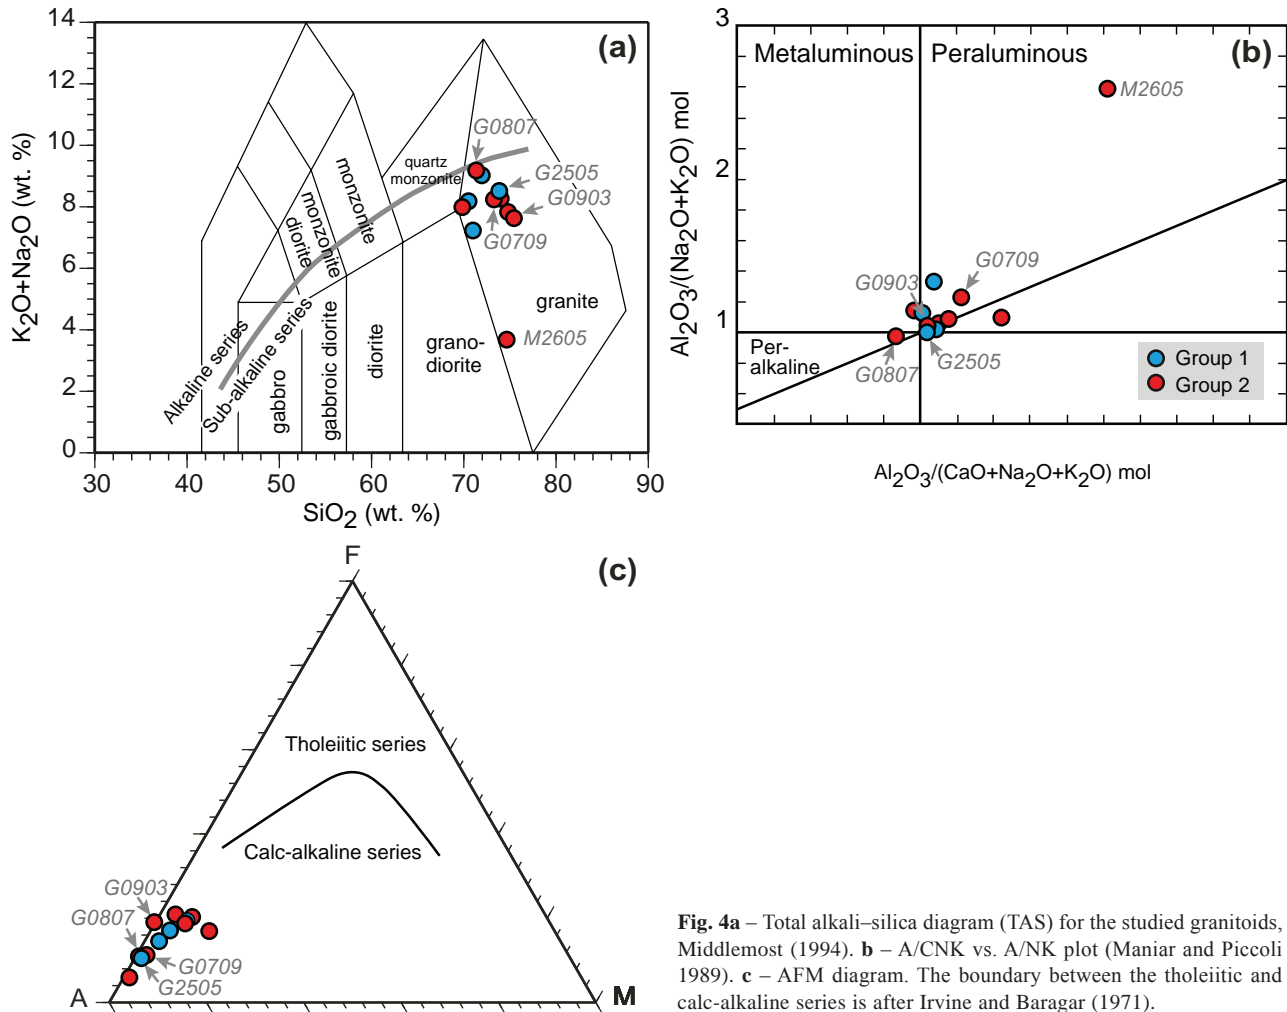 (a)
K2O+Na2O (wt. %)
14
12
10
8
6
4
2
0
30
40
50
60
70
80
90
SiO2 (wt. %)
Alkaline series
Sub-alkaline series
gabbro
gabbroic diorite
diorite
grano-
diorite
granite
monzo
diorite
monzonite
monzonite
quartz
monzonite
G0807
G2505
G0903
G0709
M2605
(b)
Al2O3/(Na2O+K2O) mol
3
2
1
Metaluminous
Peraluminous
Per-
alkaline
M2605
G0903
G0709
G0807
G2505
Group 1
Group 2
Al2O3/(CaO+Na2O+K2O) mol
(c)
F
Tholeiitic series
Calc-alkaline series
G0903
G0807
G0709
G2505
A
M
Fig. 4a – Total alkali–silica diagram (TAS) for the studied granitoids,
Middlemost (1994). b – A/CNK vs. A/NK plot (Maniar and Piccoli
1989). c – AFM diagram. The boundary between the tholeiitic and
calc-alkaline series is after Irvine and Baragar (1971).